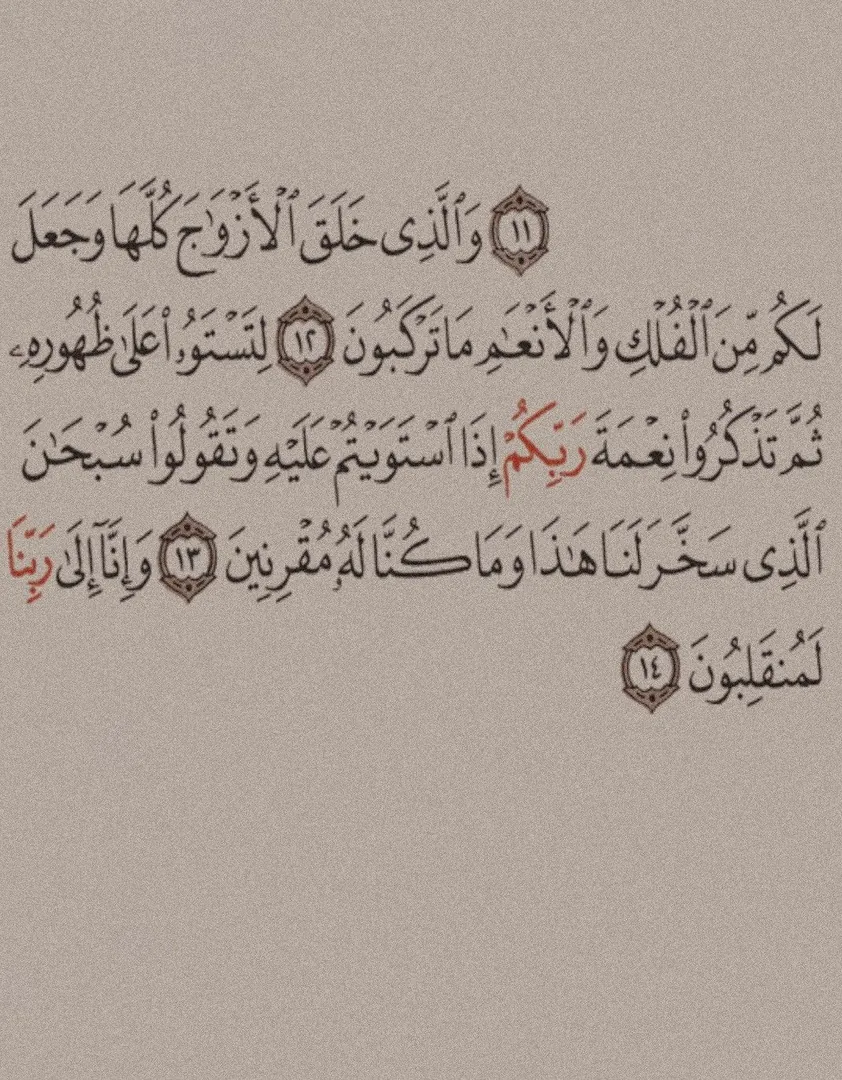 ﴿١١﴾ وَٱلَّذِى خَلَقَ ٱلْأَزْوَٰجَ كُلَّهَا وَجَعَلَ
لَكُم مِّنَ ٱلْفُلْكِ وَٱلْأَنْعَـٰمِ مَا تَرْكَبُونَ ﴿١٢﴾ لِتَسْتَوُۥا۟ عَلَىٰ ظُهُورِهِۦ
ثُمَّ تَذْكُرُوا۟ نِعْمَةَ رَبِّكُمْ إِذَا ٱسْتَوَيْتُمْ عَلَيْهِ وَتَقُولُوا۟ سُبْحَـٰنَ
ٱلَّذِى سَخَّرَ لَنَا هَـٰذَا وَمَا كُنَّا لَهُۥ مُقْرِنِينَ ﴿١٣﴾ وَإِنَّآ إِلَىٰ رَبِّنَا
لَمُنقَلِبُونَ ﴿١٤﴾